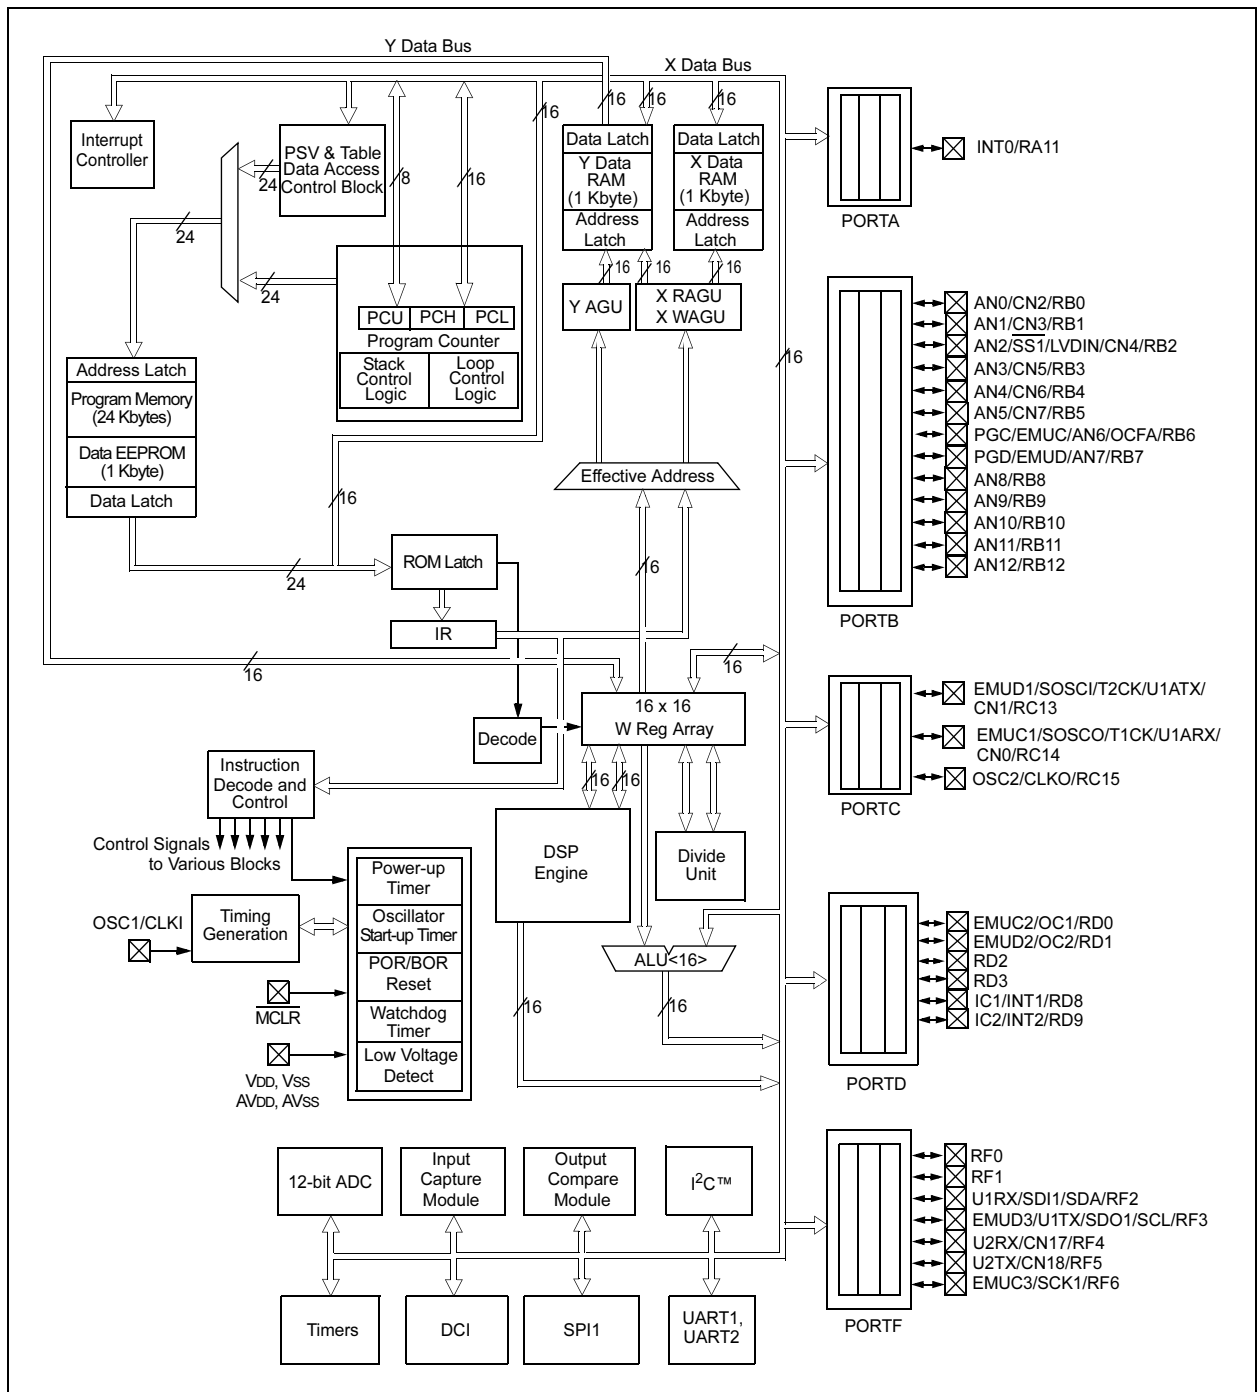 Y Data Bus
X Data Bus
16
16
16
16
Interrupt
Controller
PSV & Table
Data Access
Control Block
24
8
16
24
24
Data Latch
Y Data
RAM
(1 Kbyte)
Address
Latch
Data Latch
X Data
RAM
(1 Kbyte)
Address
Latch
16
16
16
Y AGU
X RAGU
X WAGU
PCU
PCH
PCL
Program Counter
Stack
Control
Logic
Loop
Control
Logic
Address Latch
Program Memory
(24 Kbytes)
Data EEPROM
(1 Kbyte)
Data Latch
16
Effective Address
16
24
ROM Latch
16
IR
16
16
16 x 16
W Reg Array
Decode
Instruction
Decode and
Control
Control Signals
to Various Blocks
16
16
DSP
Engine
Divide
Unit
Power-up
Timer
Oscillator
Start-up Timer
POR/BOR
Reset
Watchdog
Timer
Low Voltage
Detect
OSC1/CLKI
Timing
Generation
MCLR
VDD, VSS
AVDD, AVSS
ALU<16>
16
16
12-bit ADC
Input
Capture
Module
Output
Compare
Module
I2C™
Timers
DCI
SPI1
UART1,
UART2
INT0/RA11
PORTA
AN0/CN2/RB0
AN1/CN3/RB1
AN2/SS1/LVDIN/CN4/RB2
AN3/CN5/RB3
AN4/CN6/RB4
AN5/CN7/RB5
PGC/EMUC/AN6/OCFA/RB6
PGD/EMUD/AN7/RB7
AN8/RB8
AN9/RB9
AN10/RB10
AN11/RB11
AN12/RB12
PORTB
EMUD1/SOSCI/T2CK/U1ATX/
CN1/RC13
EMUC1/SOSCO/T1CK/U1ARX/
CN0/RC14
OSC2/CLKO/RC15
PORTC
EMUC2/OC1/RD0
EMUD2/OC2/RD1
RD2
RD3
IC1/INT1/RD8
IC2/INT2/RD9
PORTD
RF0
RF1
U1RX/SDI1/SDA/RF2
EMUD3/U1TX/SDO1/SCL/RF3
U2RX/CN17/RF4
U2TX/CN18/RF5
EMUC3/SCK1/RF6
PORTF